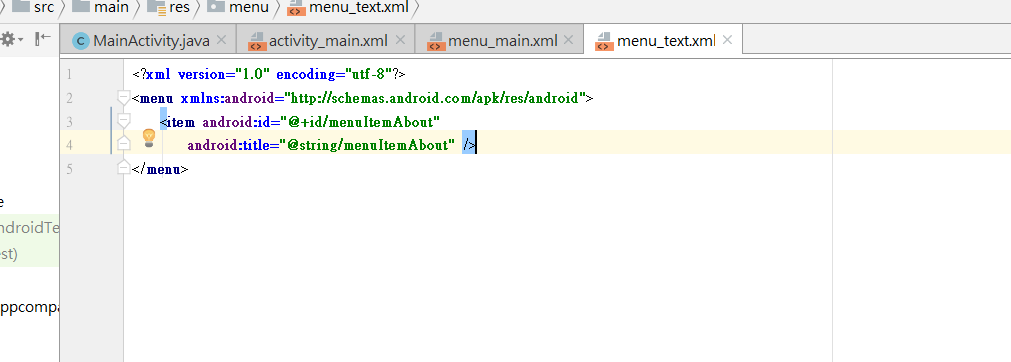 src main res menu menu_text.xml
MainActivity.java activity_main.xml menu_main.xml menu_text.xml
1 <?xml version="1.0" encoding="utf-8"?>
2 <menu xmlns:android="http://schemas.android.com/apk/res/android">
3 <item android:id="@+id/menuItemAbout"
4 android:title="@string/menuItemAbout" />
5 </menu>
e
ndroidTe
est)
ppcompa